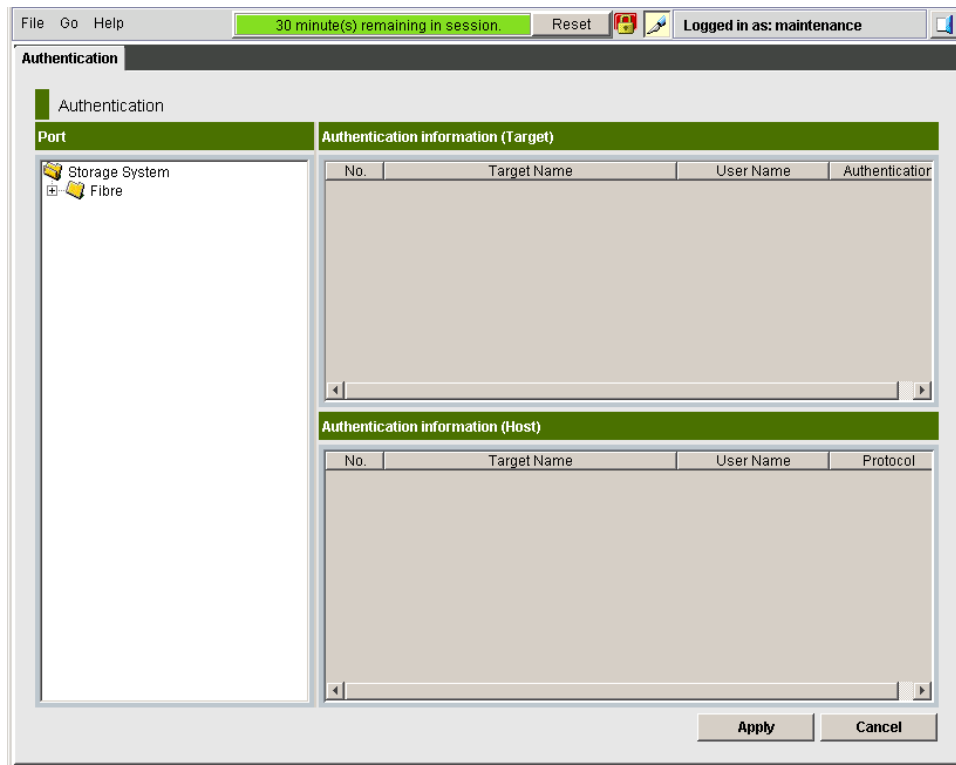 File Go Help 30 minute(s) remaining in session. Reset Logged in as: maintenance
Authentication
Authentication
Port
Storage System
Fibre
Authentication information (Target)
No. Target Name User Name Authentication
Authentication information (Host)
No. Target Name User Name Protocol
Apply Cancel